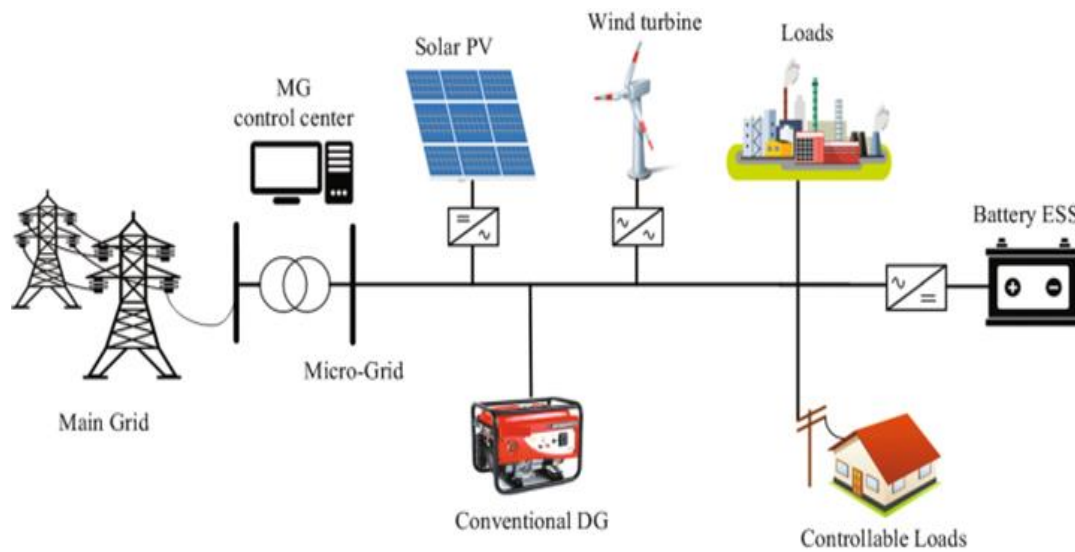 Solar PV
Wind turbine
Loads
MG
control center
Battery ESS
Micro-Grid
Main Grid
Conventional DG
Controllable Loads